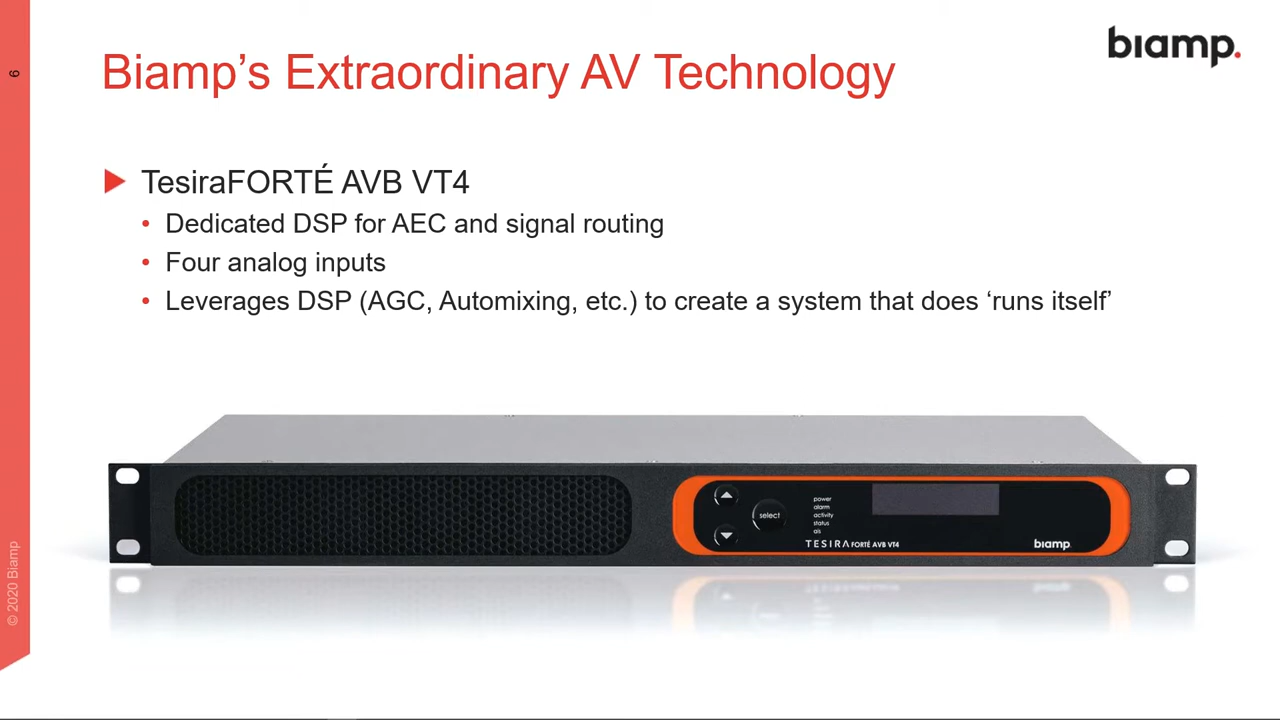 biamp.
6
Biamp’s Extraordinary AV Technology
TesiraFORTÉ AVB VT4
• Dedicated DSP for AEC and signal routing
• Four analog inputs
• Leverages DSP (AGC, Automixing, etc.) to create a system that does ‘runs itself’
select
power
alarm
activity
status
als
TESIRA FORTÉ AVB VT4
biamp.
© 2020 Biamp